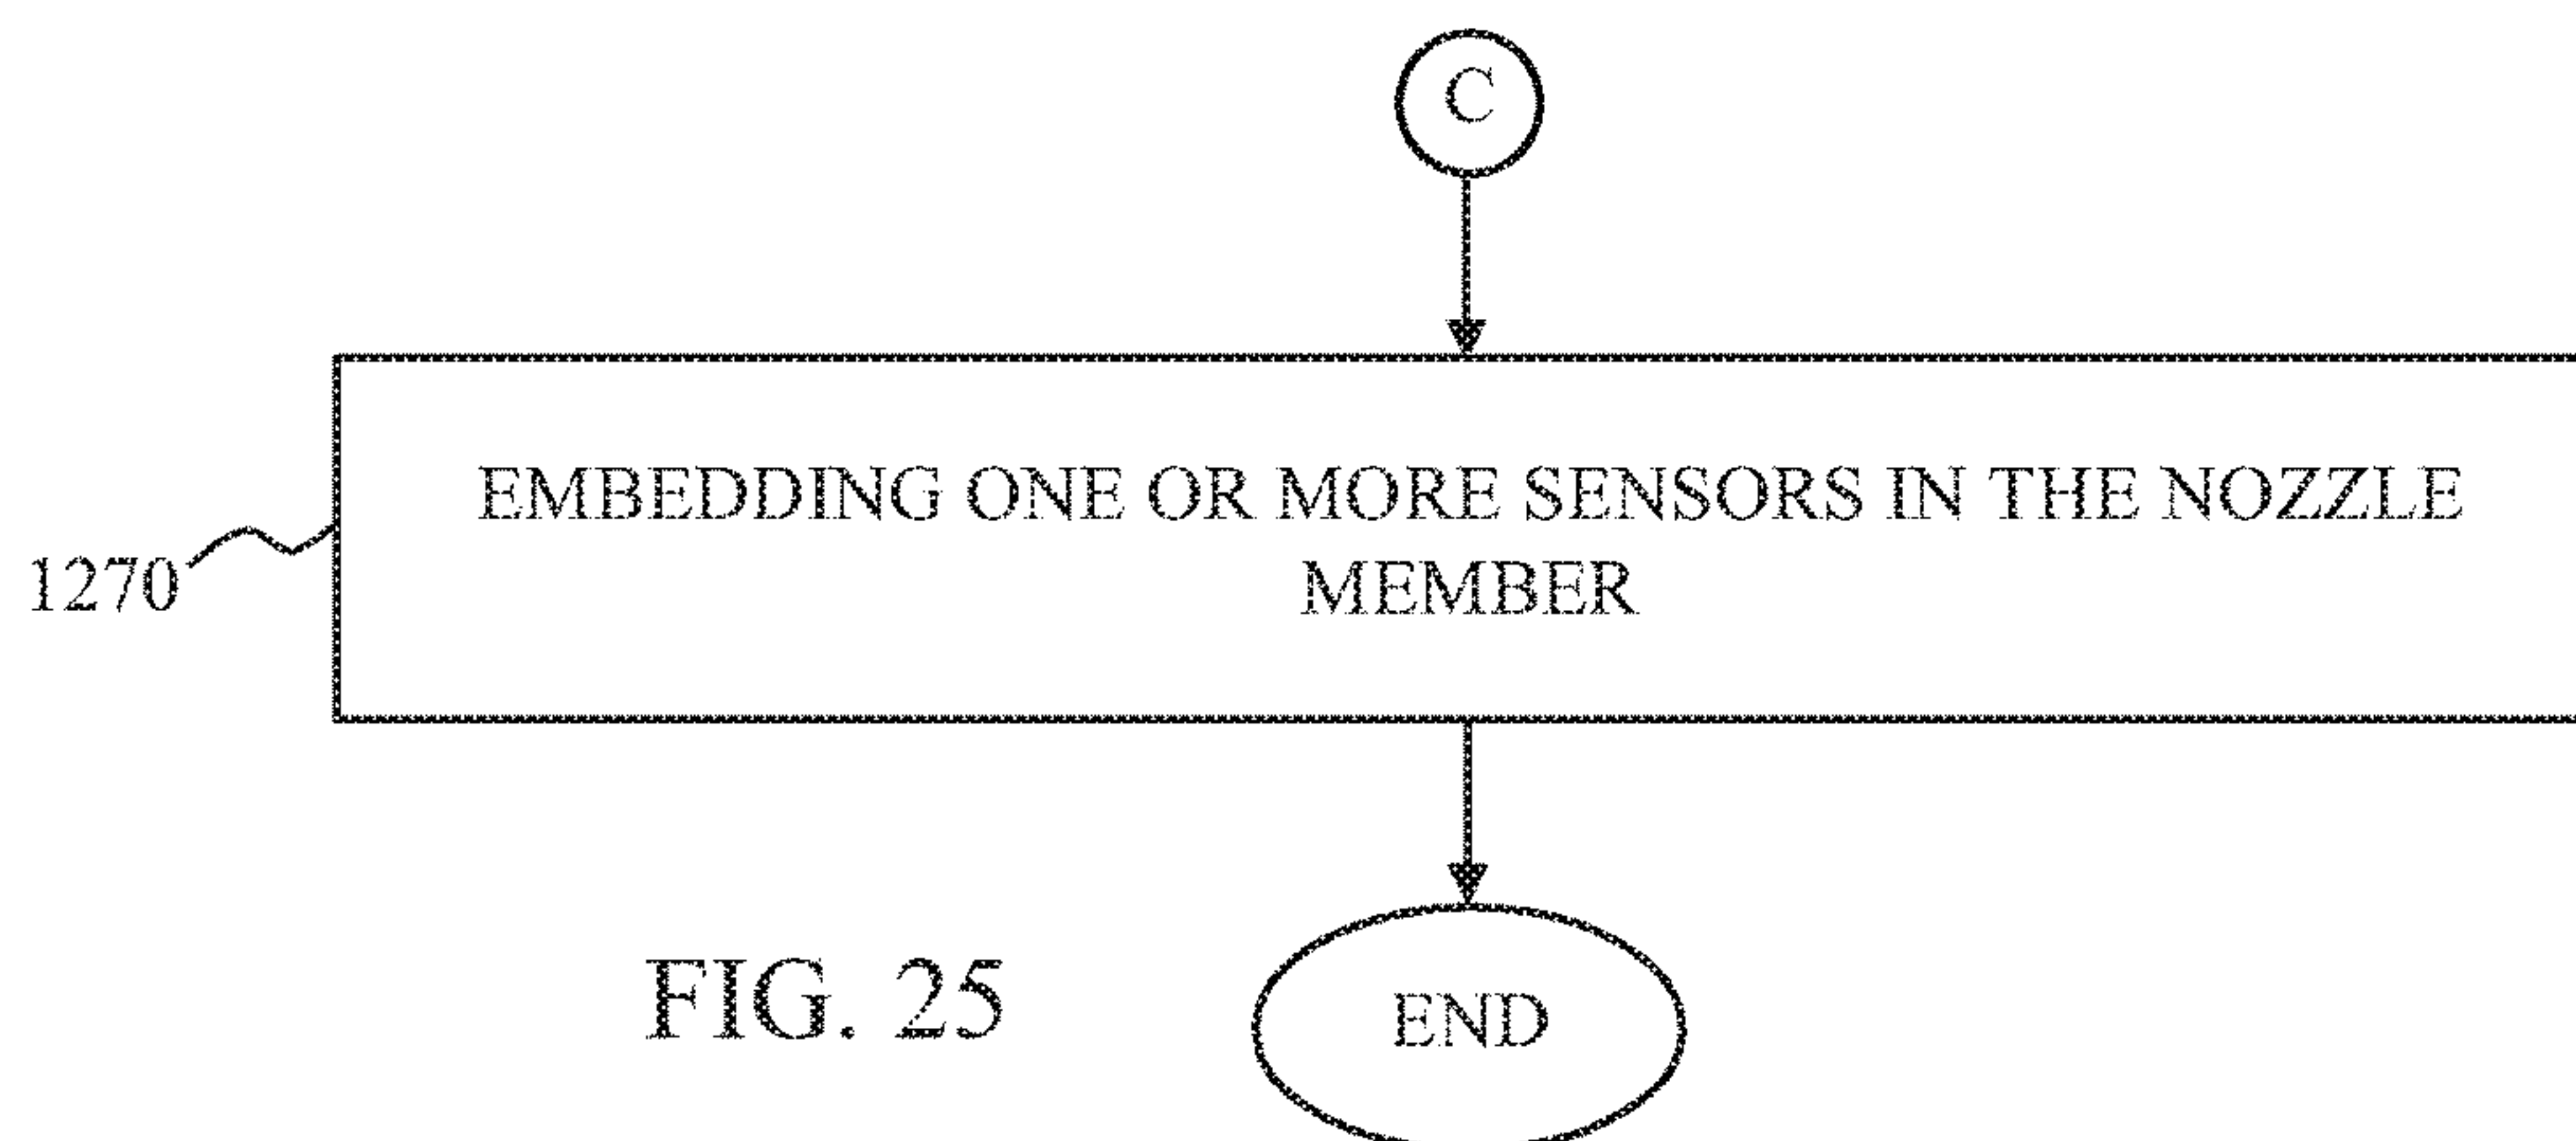 C
EMBEDDING ONE OR MORE SENSORS IN THE NOZZLE
MEMBER
1270
FIG. 25
END